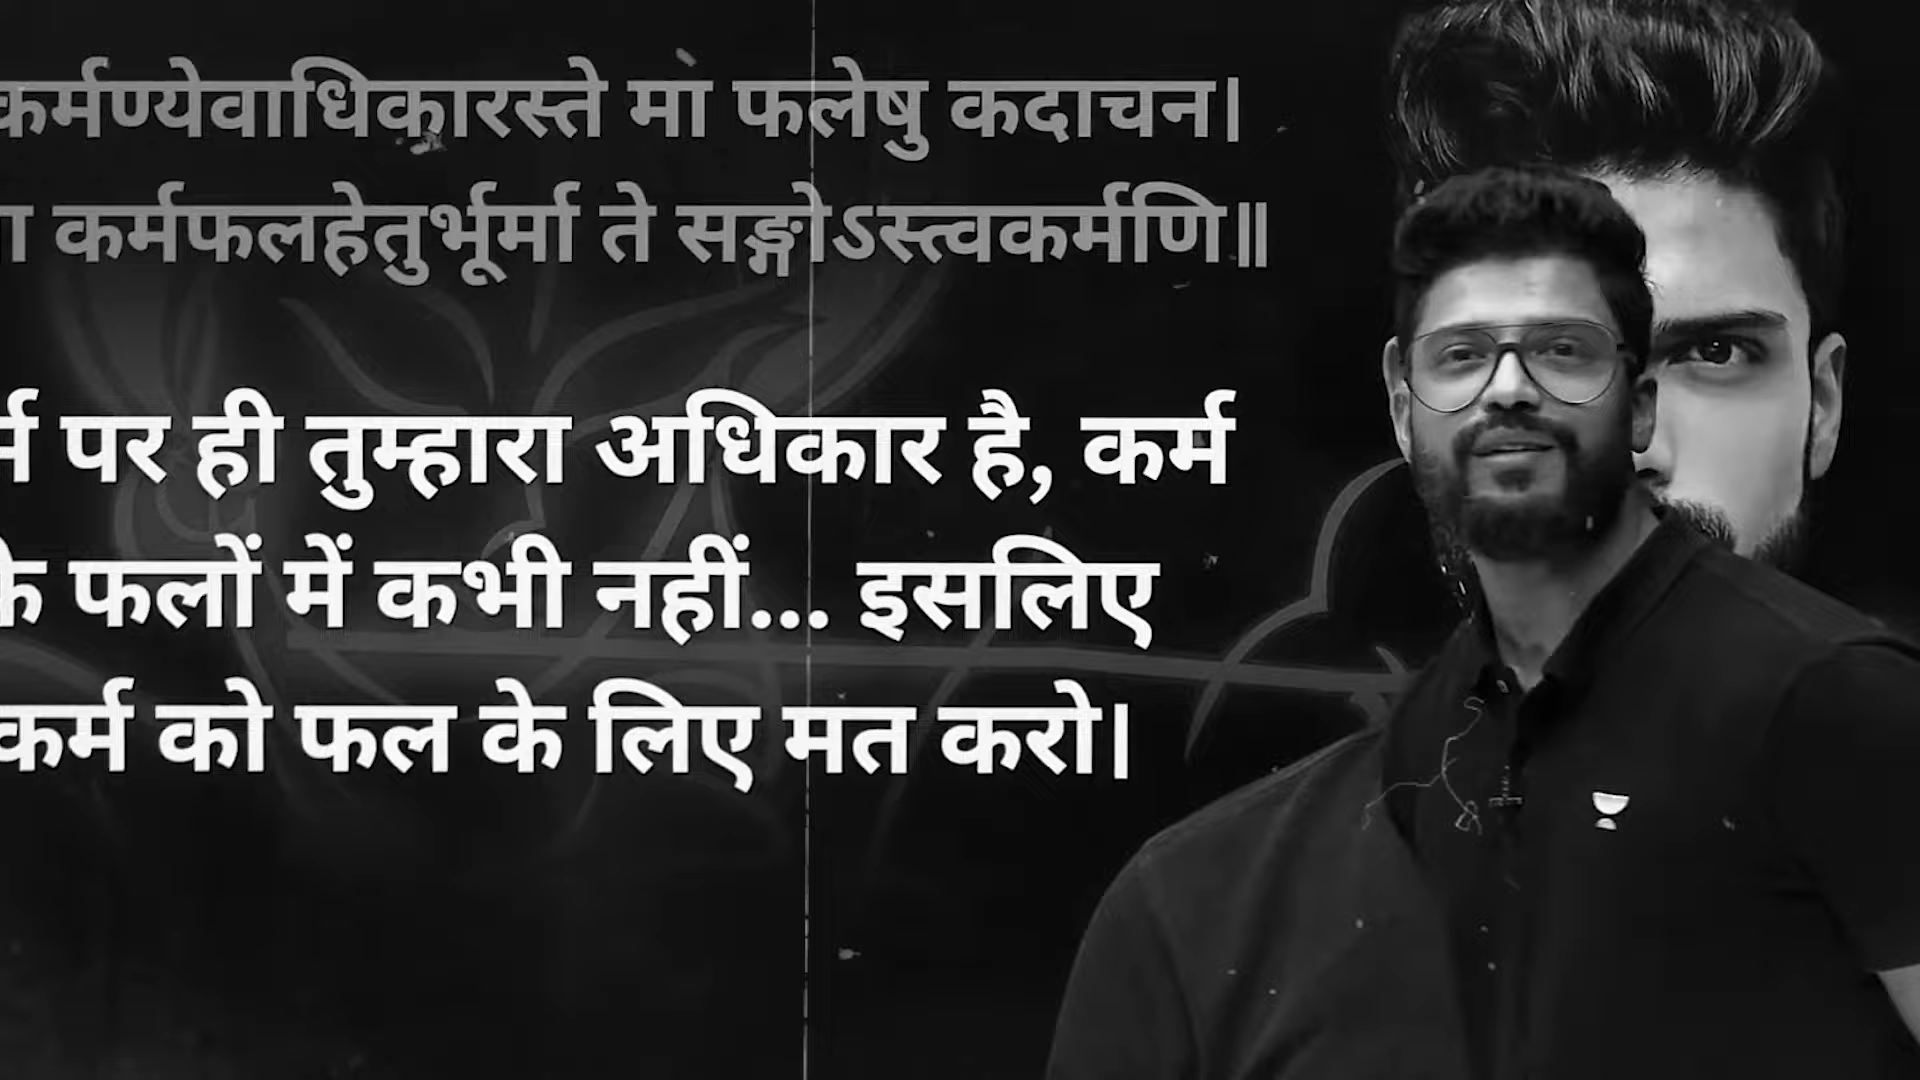 कर्मण्येवाधिकारस्ते मा फलेषु कदाचन।
कर्मफलहेतुर्भूर्मा ते सङ्गोऽस्त्वकर्मणि॥
पर ही तुम्हारा अधिकार है, कर्म
के फलों में कभी नहीं... इसलिए
कर्म को फल के लिए मत करो।